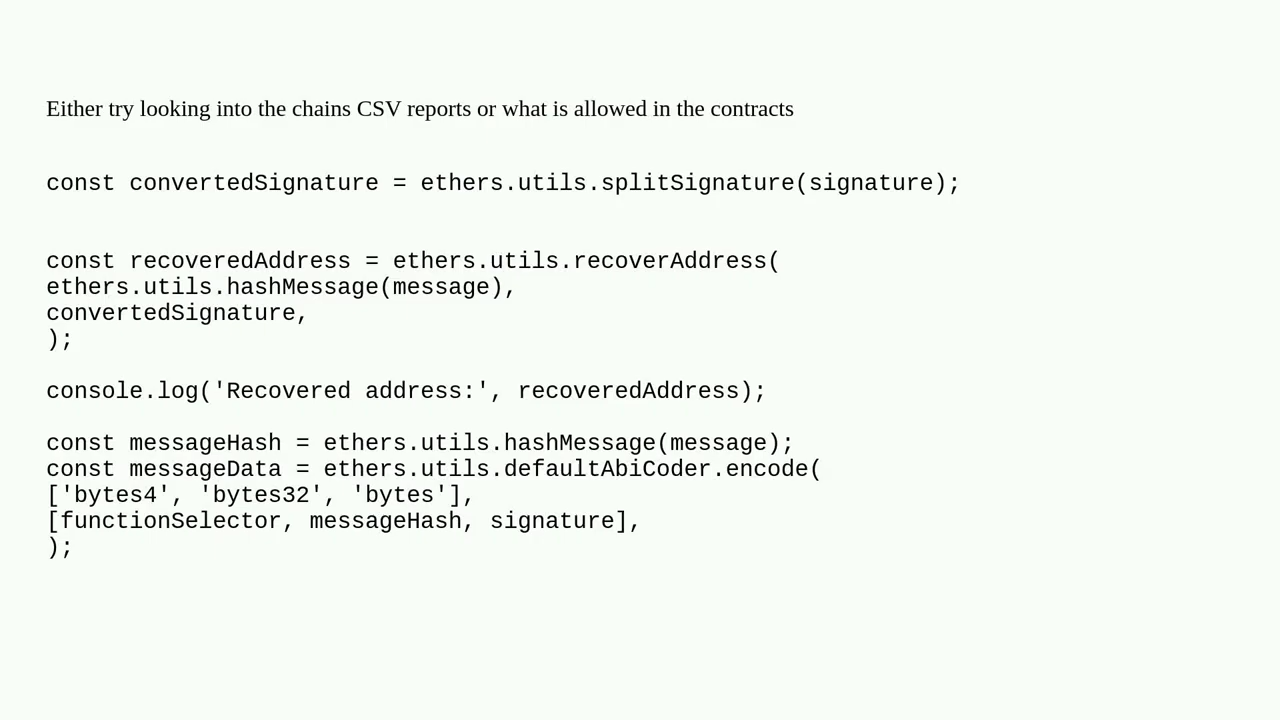 Either try looking into the chains CSV reports or what is allowed in the contracts
const convertedSignature = ethers.utils.splitSignature(signature);
const recoveredAddress = ethers.utils.recoverAddress(
ethers.utils.hashMessage(message),
convertedSignature,
);
console.log('Recovered address:', recoveredAddress);
const messageHash = ethers.utils.hashMessage(message);
const messageData = ethers.utils.defaultAbiCoder.encode(
['bytes4', 'bytes32', 'bytes'],
[functionSelector, messageHash, signature],
);